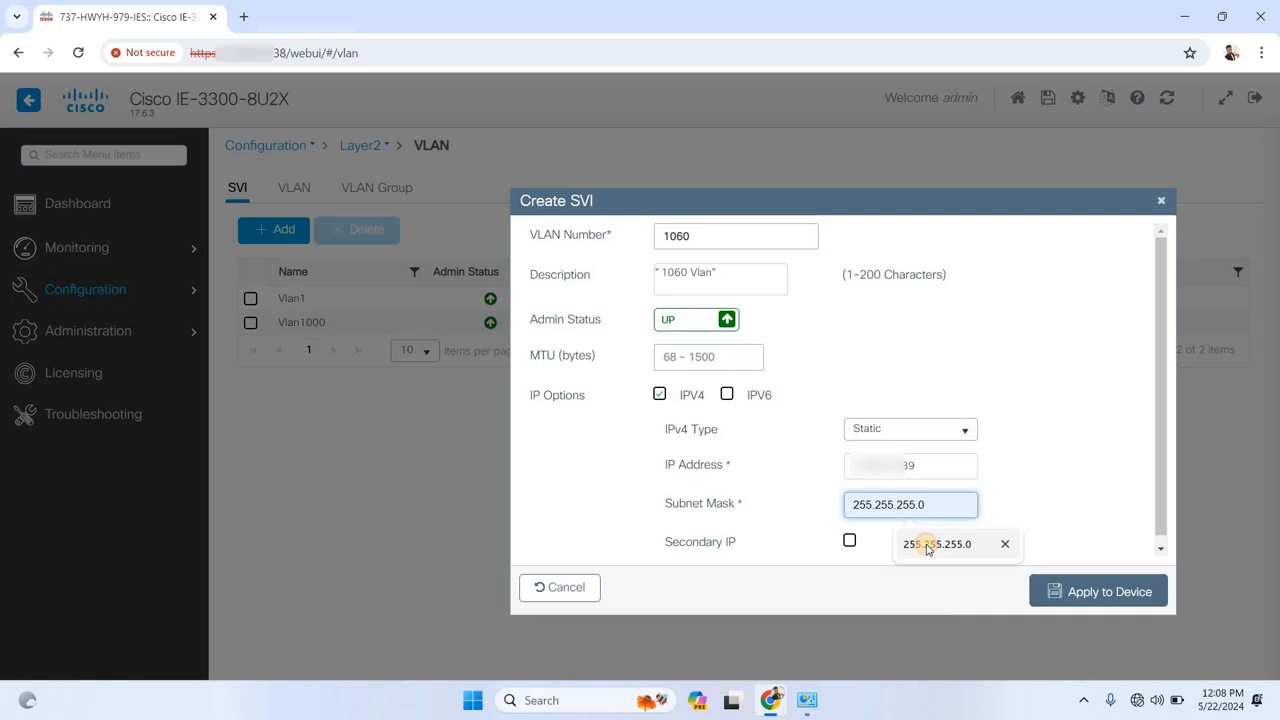 737-HWYH-979-IES:: Cisco IE-3
Not secure
https 38/webui/#/vlan
cisco
Cisco IE-3300-8U2X
17.6.3
Welcome admin
Search Menu Items
Dashboard
Monitoring
Configuration
Administration
Licensing
Troubleshooting
Configuration > Layer2 > VLAN
SVI
VLAN
VLAN Group
+ Add
× Delete
Name
Admin Status
Vlan1
Vlan1000
1
10
items per pag
2 of 2 items
Create SVI
VLAN Number*
1060
Description
" 1060 Vlan"
(1-200 Characters)
Admin Status
UP
MTU (bytes)
68 - 1500
IP Options
IPV4
IPV6
IPv4 Type
Static
IP Address *
39
Subnet Mask *
255.255.255.0
Secondary IP
255.255.255.0
Cancel
Apply to Device
Search
12:08 PM
5/22/2024